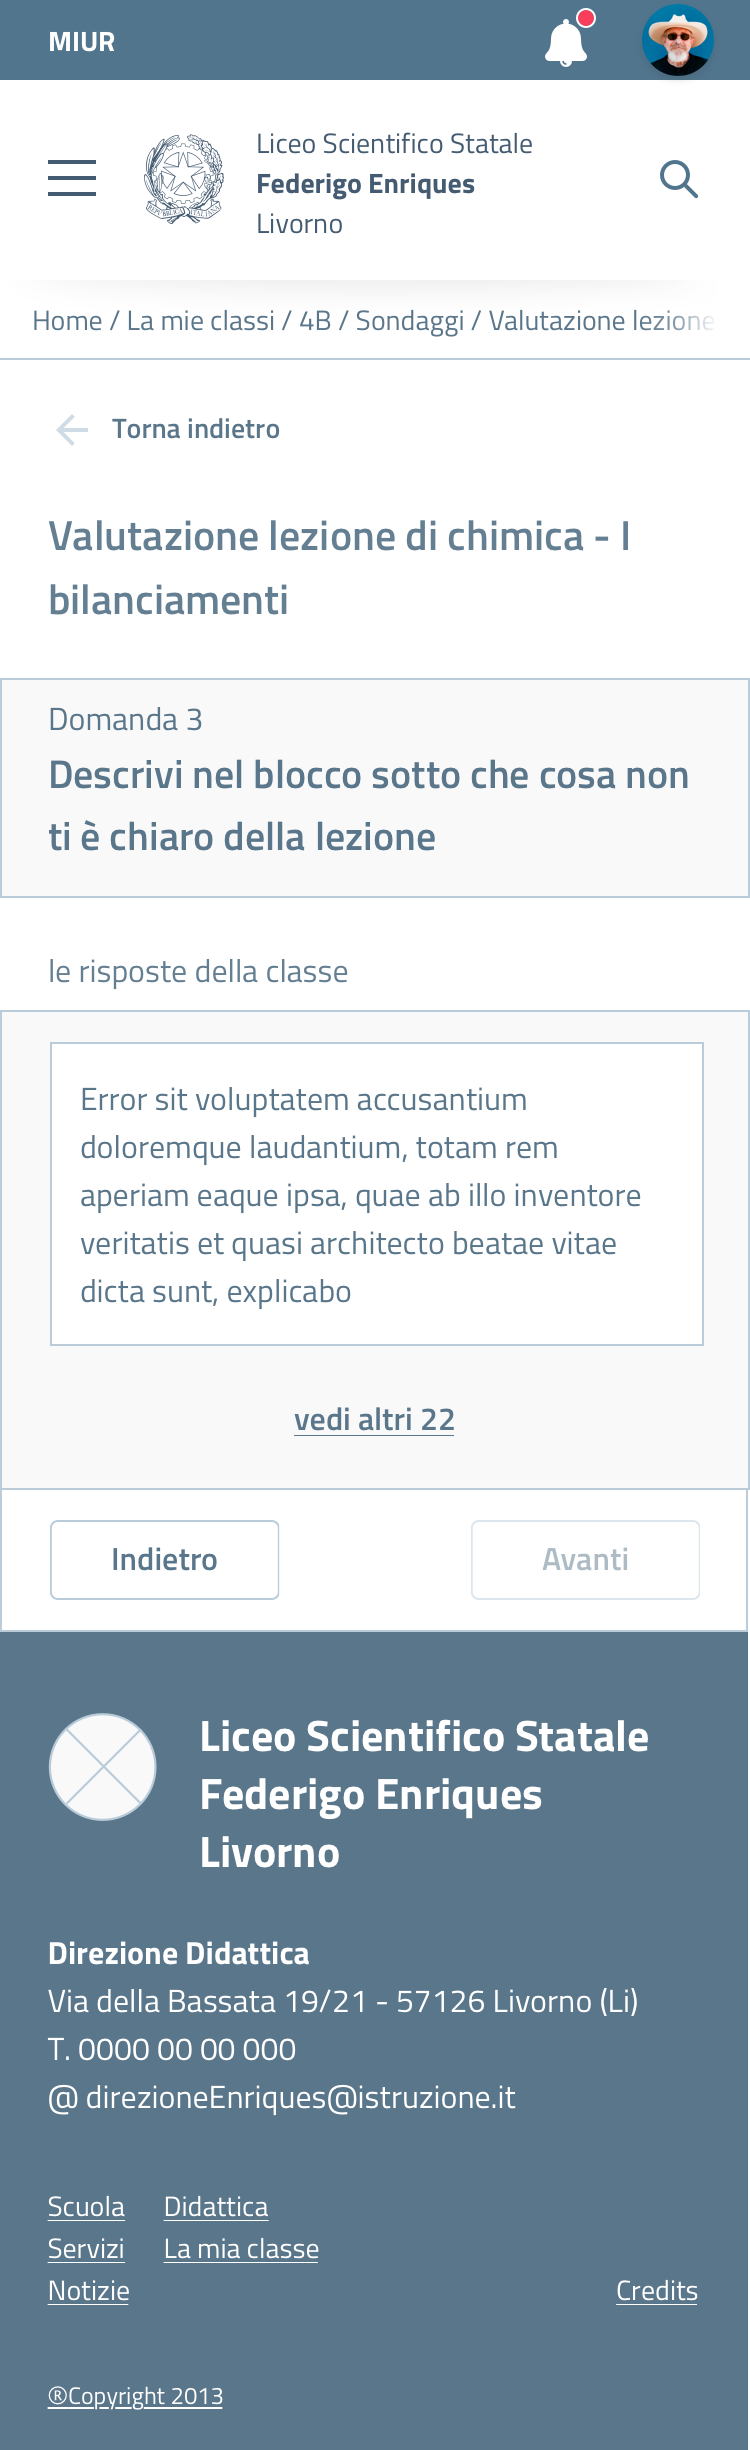 MIUR
Liceo Scientifico Statale
Federigo Enriques
Livorno
Home / La mie classi / 4B / Sondaggi / Valutazione lezione
Torna indietro
Valutazione lezione di chimica - I
bilanciamenti
Domanda 3
Descrivi nel blocco sotto che cosa non
ti è chiaro della lezione
le risposte della classe
Error sit voluptatem accusantium
doloremque laudantium, totam rem
aperiam eaque ipsa, quae ab illo inventore
veritatis et quasi architecto beatae vitae
dicta sunt, explicabo
vedi altri 22
Indietro Avanti
Liceo Scientifico Statale
Federigo Enriques
Livorno
Direzione Didattica
Via della Bassata 19/21 - 57126 Livorno (Li)
T. 0000 00 00 000
@ direzioneEnriques@istruzione.it
Scuola Didattica
Servizi La mia classe
Notizie Credits
®Copyright 2013